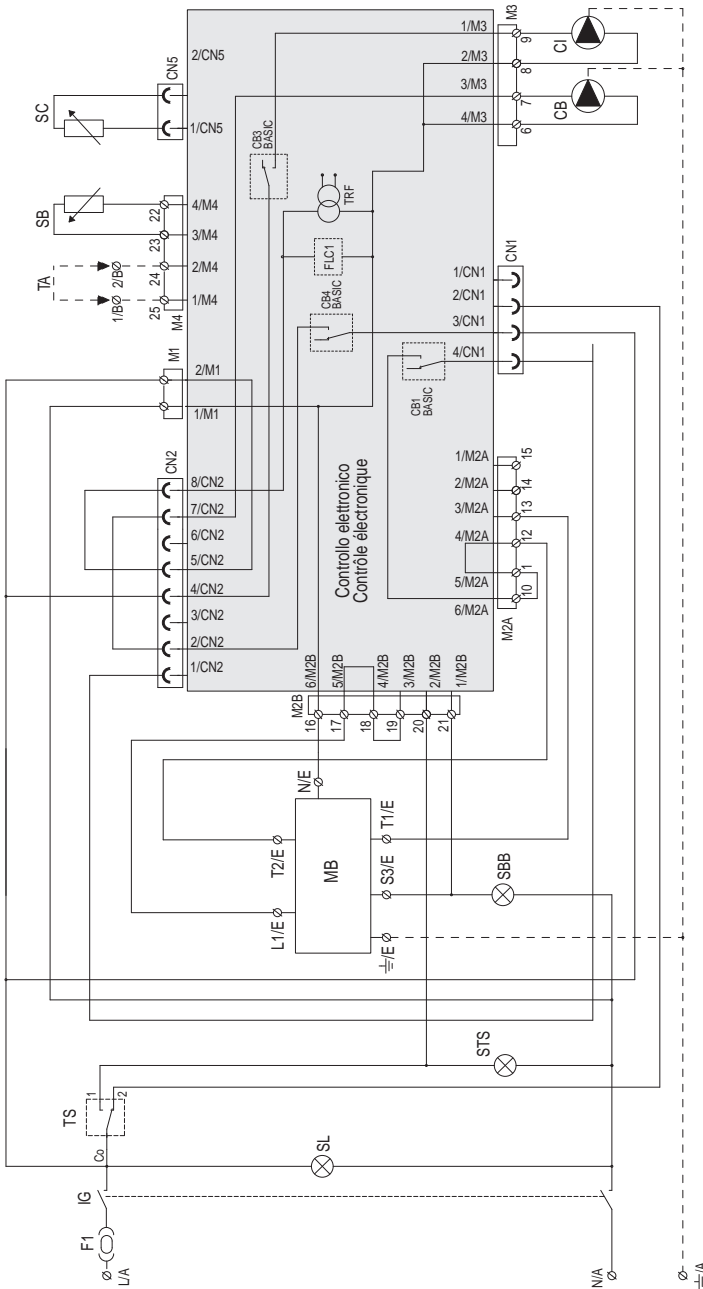 SC
CN5
2/CN5
1/CN5
SB
22
23
4/M4
3/M4
TA
2/B
1/B
24
25
2/M4
1/M4
M4
M1
2/M1
1/M1
CN2
8/CN2
7/CN2
6/CN2
5/CN2
4/CN2
3/CN2
2/CN2
1/CN2
CB3
BASIC
TRF
FLC1
CB4
BASIC
CB1
BASIC
Controllo elettronico
Contrôle électronique
M3
1/M3
2/M3
3/M3
4/M3
9
8
7
6
CI
CB
CN1
1/CN1
2/CN1
3/CN1
4/CN1
1/M2A
2/M2A
3/M2A
4/M2A
5/M2A
6/M2A
M2A
15
14
13
12
1
10
M2B
6/M2B
5/M2B
4/M2B
3/M2B
2/M2B
1/M2B
16
17
18
19
20
21
N/E
T2/E
L1/E
MB
T1/E
S3/E
/E
SBB
STS
TS
1
2
Co
SL
IG
F1
L/A
N/A
/A